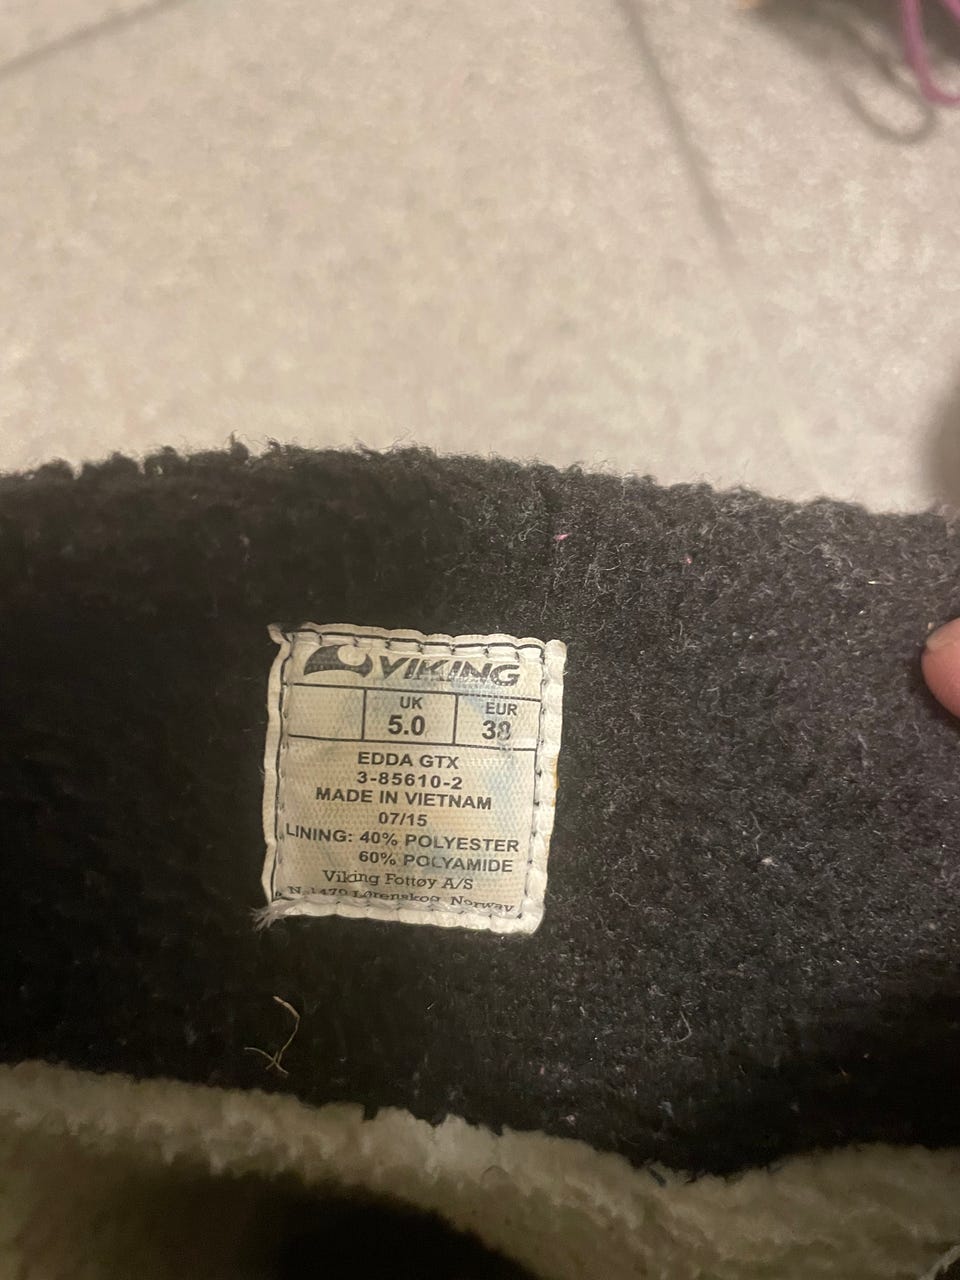 VIKING
UK EUR
5.0 38
EDDA GTX
3-85610-2
MADE IN VIETNAM
07/15
LINING: 40% POLYESTER
60% POLYAMIDE
Viking Fottøy A/S
N-1470 Lørenskog, Norway